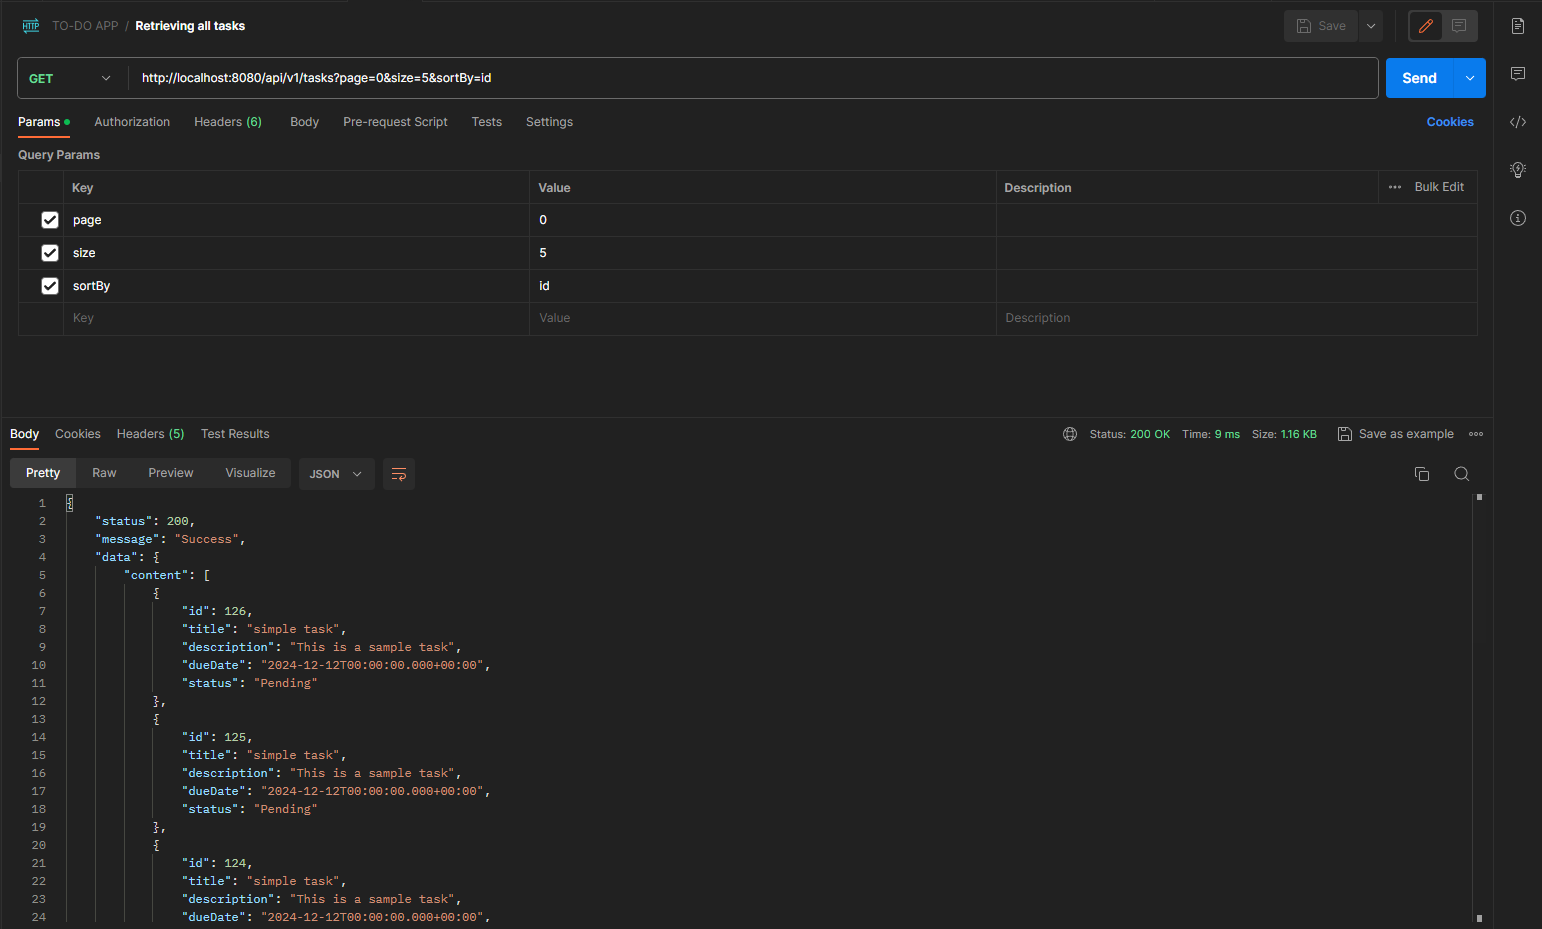 HTTP TO-DO APP / Retrieving all tasks Save
GET http://localhost:8080/api/v1/tasks?page=0&size=5&sortBy=id Send
Params Authorization Headers (6) Body Pre-request Script Tests Settings Cookies
Query Params
Key Value Description ••• Bulk Edit
page 0
size 5
sortBy id
Key Value Description
Body Cookies Headers (5) Test Results Status: 200 OK Time: 9 ms Size: 1.16 KB Save as example
Pretty Raw Preview Visualize JSON
1 {
2 "status": 200,
3 "message": "Success",
4 "data": {
5 "content": [
6 {
7 "id": 126,
8 "title": "simple task",
9 "description": "This is a sample task",
10 "dueDate": "2024-12-12T00:00:00.000+00:00",
11 "status": "Pending"
12 },
13 {
14 "id": 125,
15 "title": "simple task",
16 "description": "This is a sample task",
17 "dueDate": "2024-12-12T00:00:00.000+00:00",
18 "status": "Pending"
19 },
20 {
21 "id": 124,
22 "title": "simple task",
23 "description": "This is a sample task",
24 "dueDate": "2024-12-12T00:00:00.000+00:00",